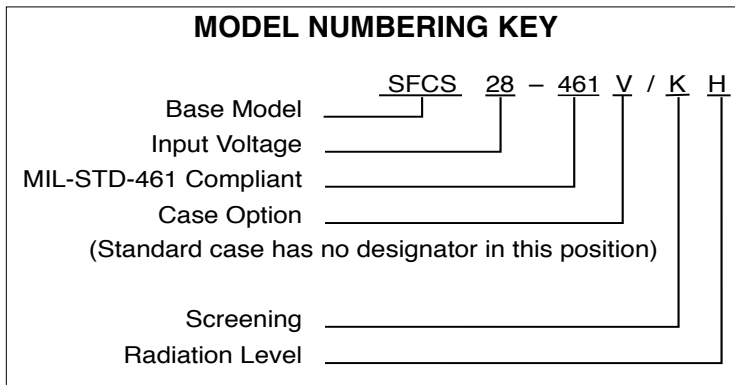 MODEL NUMBERING KEY
SFCS 28 – 461 V / K H
Base Model
Input Voltage
MIL-STD-461 Compliant
Case Option
(Standard case has no designator in this position)
Screening
Radiation Level